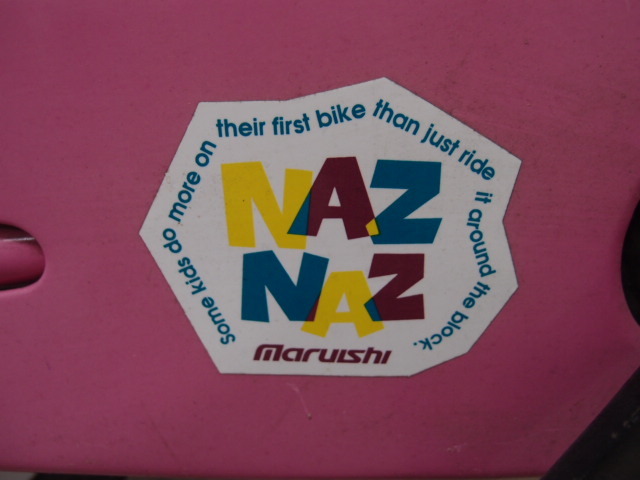 Some kids do more on their first bike than just ride it around the block.
NAZ
NAZ
maruishi